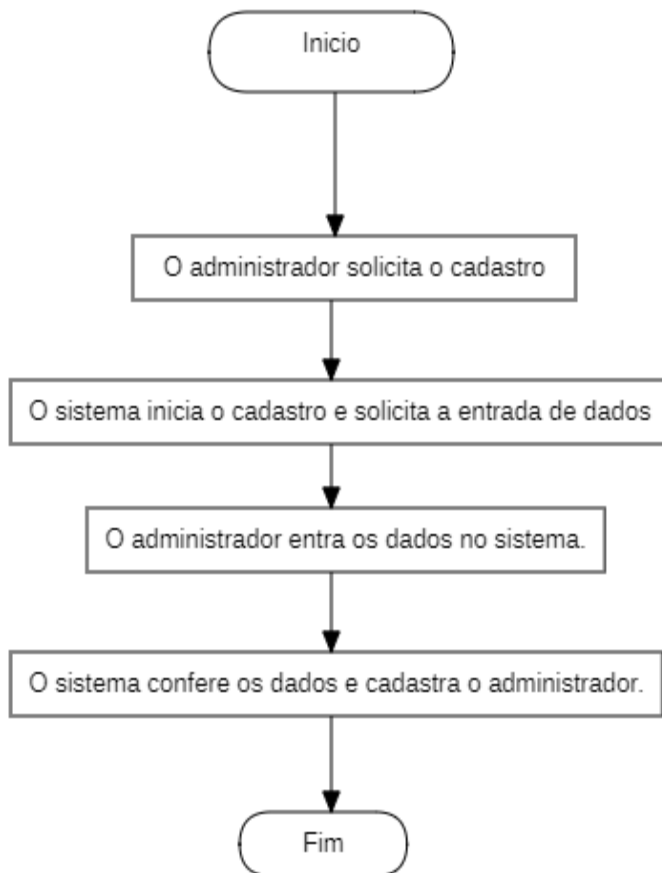 Inicio
O administrador solicita o cadastro
O sistema inicia o cadastro e solicita a entrada de dados
O administrador entra os dados no sistema.
O sistema confere os dados e cadastra o administrador.
Fim